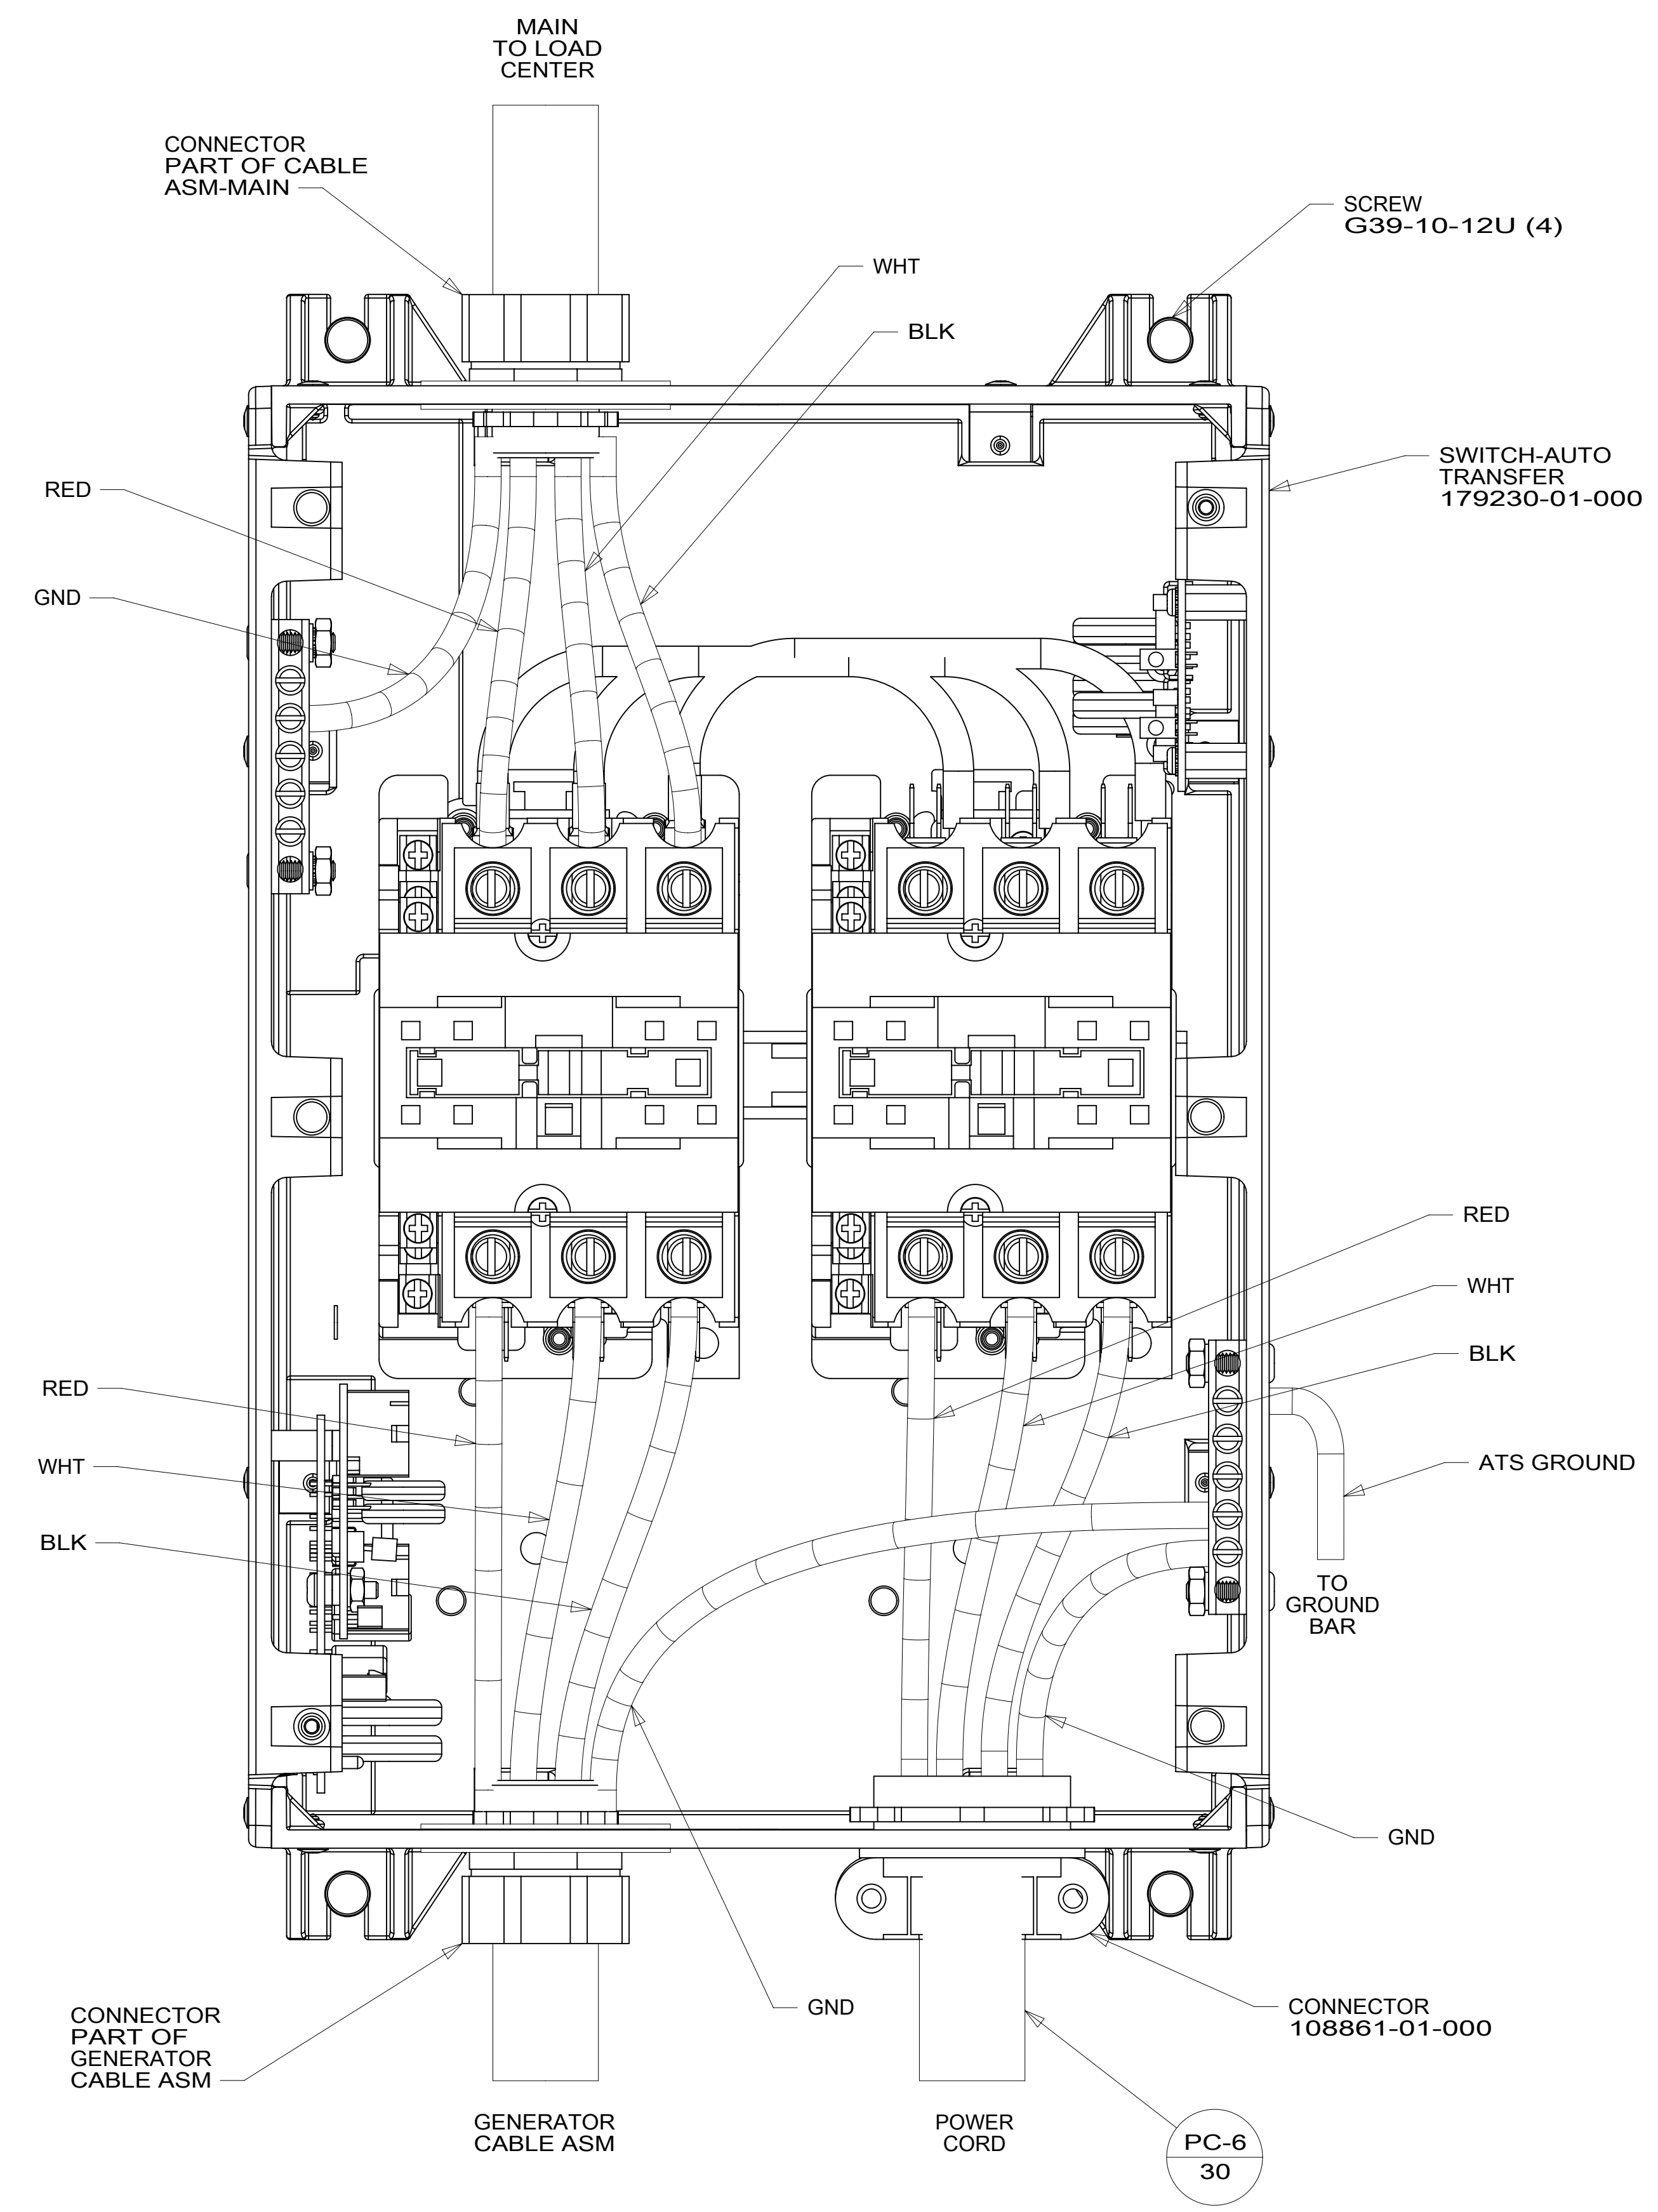 MAIN
TO LOAD
CENTER
CONNECTOR
PART OF CABLE
ASM-MAIN
SCREW
G39-10-12U (4)
WHT
BLK
SWITCH-AUTO
TRANSFER
179230-01-000
RED
GND
RED
WHT
BLK
RED
WHT
BLK
ATS GROUND
TO
GROUND
BAR
GND
GND
CONNECTOR
108861-01-000
CONNECTOR
PART OF
GENERATOR
CABLE ASM
GENERATOR
CABLE ASM
POWER
CORD
PC-6
30